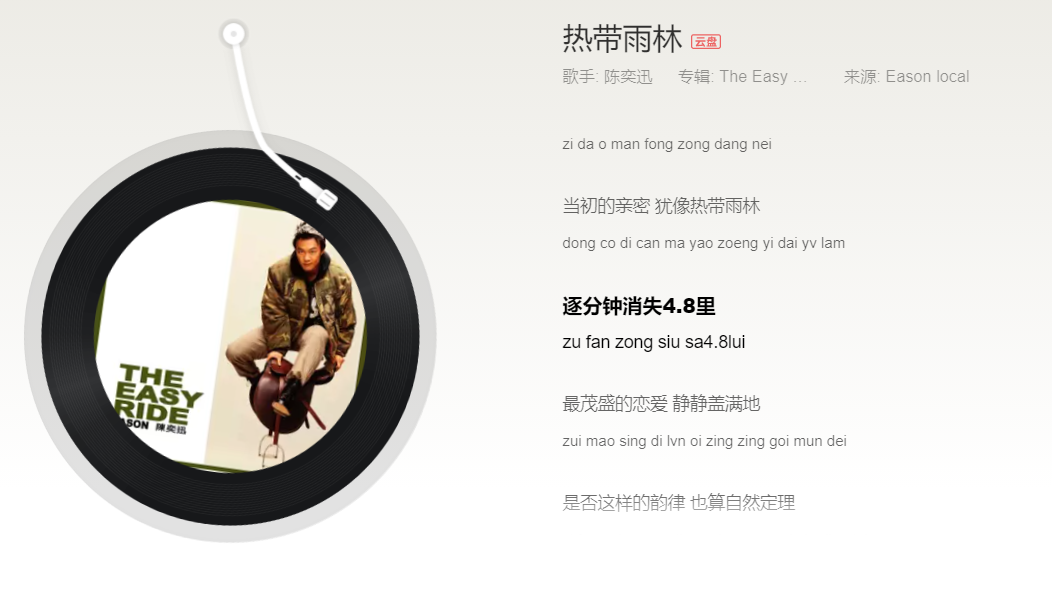 热带雨林 云盘
歌手: 陈奕迅 专辑: The Easy ... 来源: Eason local
zi da o man fong zong dang nei
当初的亲密 犹像热带雨林
dong co di can ma yao zoeng yi dai yv lam
逐分钟消失4.8里
zu fan zong siu sa4.8lui
最茂盛的恋爱 静静盖满地
zui mao sing di lvn oi zing zing goi mun dei
是否这样的韵律 也算自然定理
THE
EASY
RIDE
ASON 陳奕迅